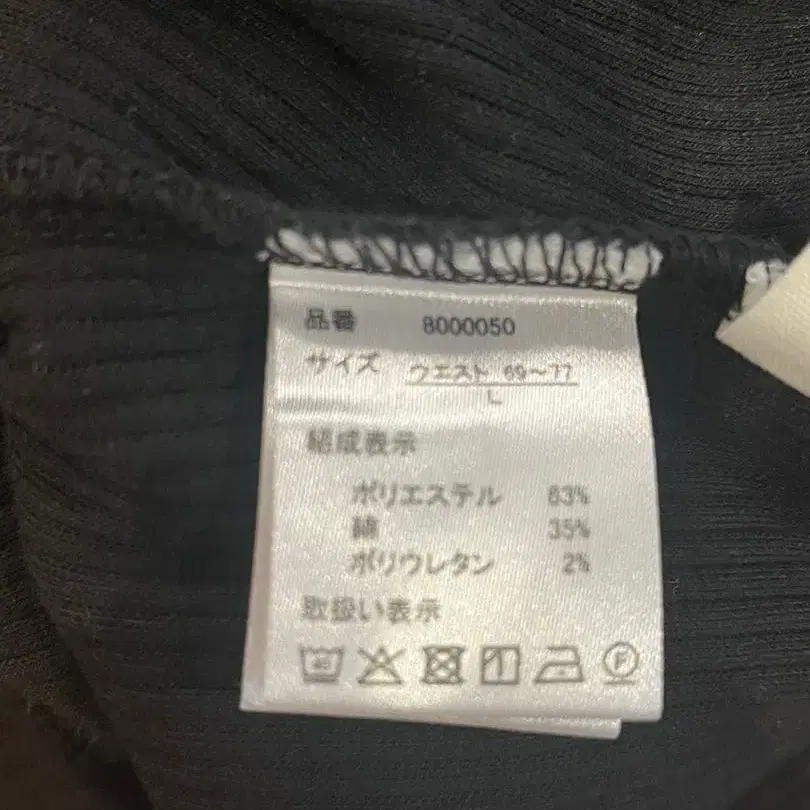 品番 8000050
サイズ ウエスト 69～77
L
組成表示
ポリエステル 63%
綿 35%
ポリウレタン 2%
取扱い表示
F